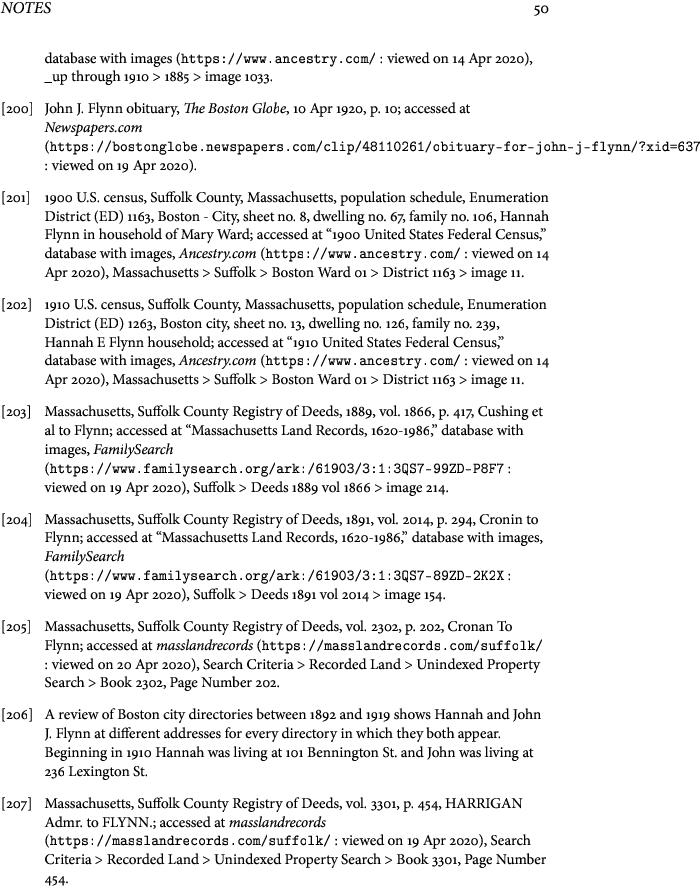 NOTES 50
database with images (https://www.ancestry.com/ : viewed on 14 Apr 2020),
_up through 1910 > 1885 > image 1033.
[200] John J. Flynn obituary, The Boston Globe, 10 Apr 1920, p. 10; accessed at
Newspapers.com
(https://bostonglobe.newspapers.com/clip/48110261/obituary-for-john-j-flynn/?xid=637
: viewed on 19 Apr 2020).
[201] 1900 U.S. census, Suffolk County, Massachusetts, population schedule, Enumeration
District (ED) 1163, Boston - City, sheet no. 8, dwelling no. 67, family no. 106, Hannah
Flynn in household of Mary Ward; accessed at “1900 United States Federal Census,”
database with images, Ancestry.com (https://www.ancestry.com/ : viewed on 14
Apr 2020), Massachusetts > Suffolk > Boston Ward 01 > District 1163 > image 11.
[202] 1910 U.S. census, Suffolk County, Massachusetts, population schedule, Enumeration
District (ED) 1263, Boston city, sheet no. 13, dwelling no. 126, family no. 239,
Hannah E Flynn household; accessed at “1910 United States Federal Census,”
database with images, Ancestry.com (https://www.ancestry.com/ : viewed on 14
Apr 2020), Massachusetts > Suffolk > Boston Ward 01 > District 1163 > image 11.
[203] Massachusetts, Suffolk County Registry of Deeds, 1889, vol. 1866, p. 417, Cushing et
al to Flynn; accessed at “Massachusetts Land Records, 1620-1986,” database with
images, FamilySearch
(https://www.familysearch.org/ark:/61903/3:1:3QS7-99ZD-P8F7 :
viewed on 19 Apr 2020), Suffolk > Deeds 1889 vol 1866 > image 214.
[204] Massachusetts, Suffolk County Registry of Deeds, 1891, vol. 2014, p. 294, Cronin to
Flynn; accessed at “Massachusetts Land Records, 1620-1986,” database with images,
FamilySearch
(https://www.familysearch.org/ark:/61903/3:1:3QS7-89ZD-2K2X :
viewed on 19 Apr 2020), Suffolk > Deeds 1891 vol 2014 > image 154.
[205] Massachusetts, Suffolk County Registry of Deeds, vol. 2302, p. 202, Cronan To
Flynn; accessed at masslandrecords (https://masslandrecords.com/suffolk/
: viewed on 20 Apr 2020), Search Criteria > Recorded Land > Unindexed Property
Search > Book 2302, Page Number 202.
[206] A review of Boston city directories between 1892 and 1919 shows Hannah and John
J. Flynn at different addresses for every directory in which they both appear.
Beginning in 1910 Hannah was living at 101 Bennington St. and John was living at
236 Lexington St.
[207] Massachusetts, Suffolk County Registry of Deeds, vol. 3301, p. 454, HARRIGAN
Admr. to FLYNN.; accessed at masslandrecords
(https://masslandrecords.com/suffolk/ : viewed on 19 Apr 2020), Search
Criteria > Recorded Land > Unindexed Property Search > Book 3301, Page Number
454.